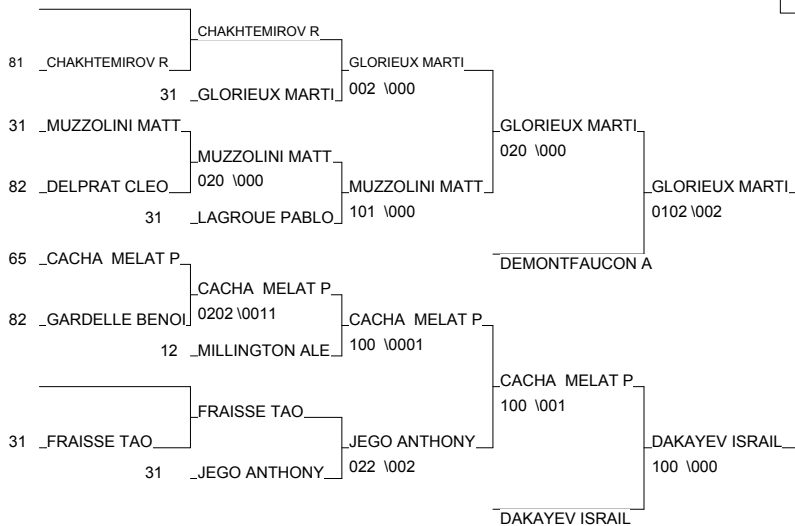 CHAKHTEMIROV R
81 CHAKHTEMIROV R
GLORIEUX MARTI
31 GLORIEUX MARTI
002 \000
31 MUZZOLINI MATT
GLORIEUX MARTI
020 \000
MUZZOLINI MATT
020 \000
82 DELPRAT CLEO
MUZZOLINI MATT
101 \000
GLORIEUX MARTI
0102 \002
31 LAGROUE PABLO
65 CACHA MELAT P
DEMONTFAUCON A
CACHA MELAT P
0202 \0011
82 GARDELLE BENOI
CACHA MELAT P
100 \0001
12 MILLINGTON ALE
CACHA MELAT P
100 \001
FRAISSE TAO
31 FRAISSE TAO
JEGO ANTHONY
022 \002
DAKAYEV ISRAIL
100 \000
31 JEGO ANTHONY
DAKAYEV ISRAIL